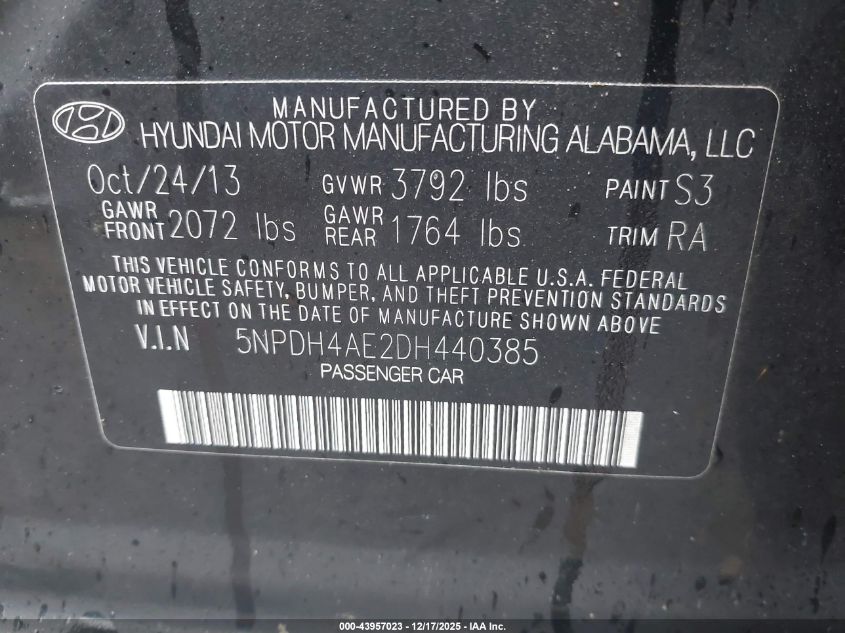 MANUFACTURED BY
HYUNDAI MOTOR MANUFACTURING ALABAMA, LLC
Oct/24/13 GVWR 3792 lbs PAINT S3
GAWR FRONT 2072 lbs GAWR REAR 1764 lbs TRIM RA
THIS VEHICLE CONFORMS TO ALL APPLICABLE U.S.A. FEDERAL
MOTOR VEHICLE SAFETY, BUMPER, AND THEFT PREVENTION STANDARDS
IN EFFECT ON THE DATE OF MANUFACTURE SHOWN ABOVE
V.I.N 5NPDH4AE2DH440385
PASSENGER CAR
000-43957023 - 12/17/2025 - IAA Inc.